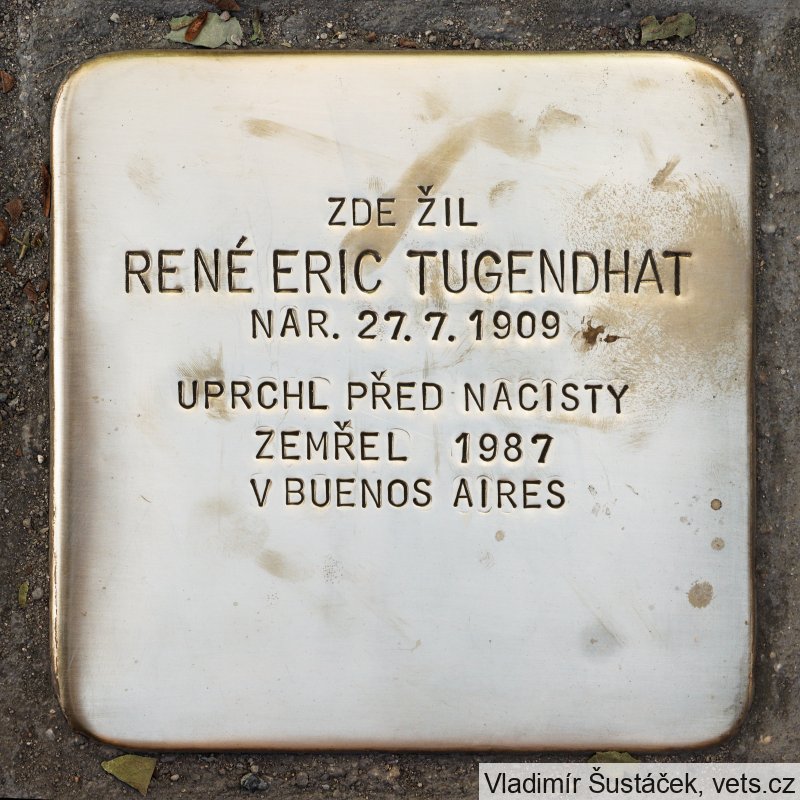 ZDE ŽIL
RENÉ ERIC TUGENDHAT
NAR. 27. 7. 1909
UPRCHL PŘED NACISTY
ZEMŘEL 1987
V BUENOS AIRES
Vladimír Šustáček, vets.cz